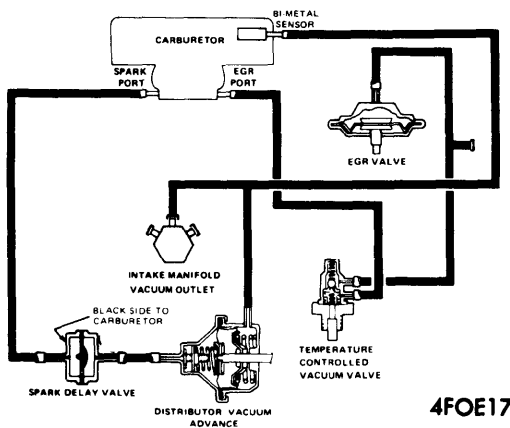 BI-METAL
SENSOR
CARBURETOR
SPARK
PORT
EGR
PORT
EGR VALVE
INTAKE MANIFOLD
VACUUM OUTLET
BLACK SIDE TO
CARBURETOR
TEMPERATURE
CONTROLLED
VACUUM VALVE
SPARK DELAY VALVE
DISTRIBUTOR VACUUM
ADVANCE
4FOE17